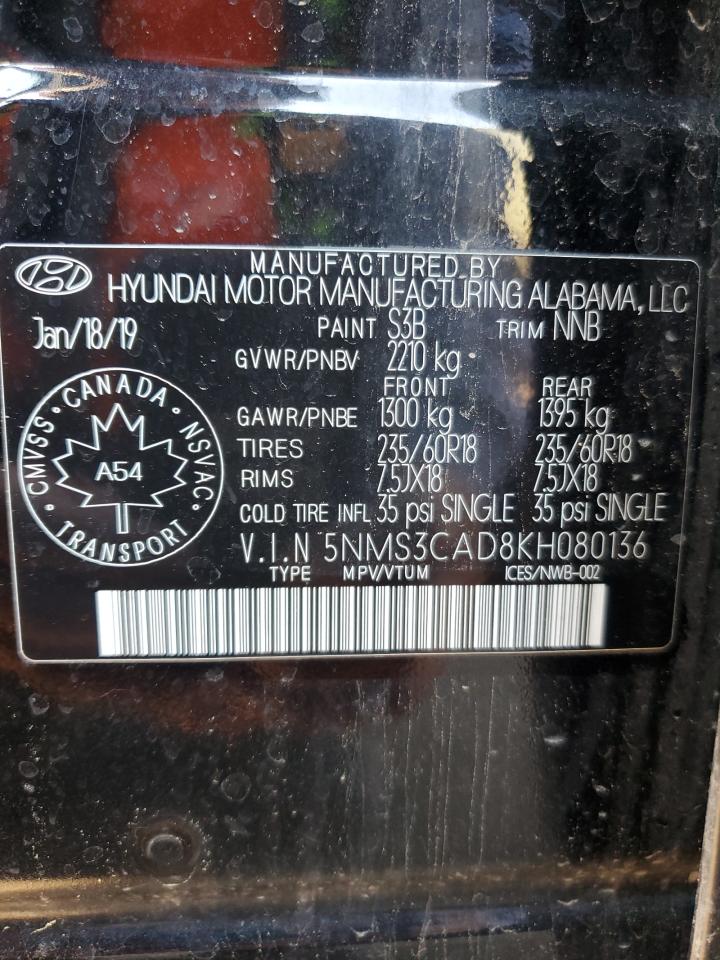 MANUFACTURED BY
HYUNDAI MOTOR MANUFACTURING ALABAMA, LLC
Jan/18/19 PAINT S3B TRIM NNB
GVWR/PNBV 2210 kg
FRONT REAR
GAWR/PNBE 1300 kg 1395 kg
TIRES 235/60R18 235/60R18
RIMS 7.5JX18 7.5JX18
COLD TIRE INFL 35 psi SINGLE 35 psi SINGLE
V.I.N 5NMS3CAD8KH080136
TYPE MPV/VTUM ICES/NWB-002
CMVSS · CANADA · NSVAC · TRANSPORT ·
A54